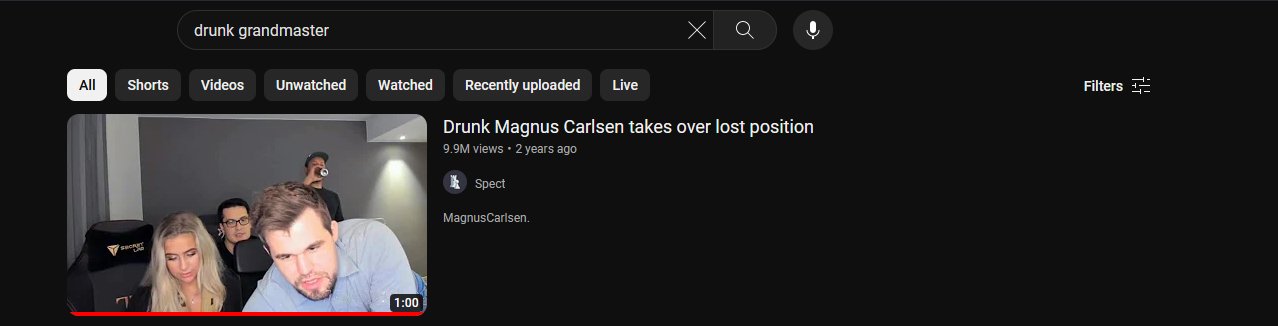 drunk grandmaster
All
Shorts
Videos
Unwatched
Watched
Recently uploaded
Live
Filters
SECRET
LAB
1:00
Drunk Magnus Carlsen takes over lost position
9.9M views • 2 years ago
Spect
MagnusCarlsen.